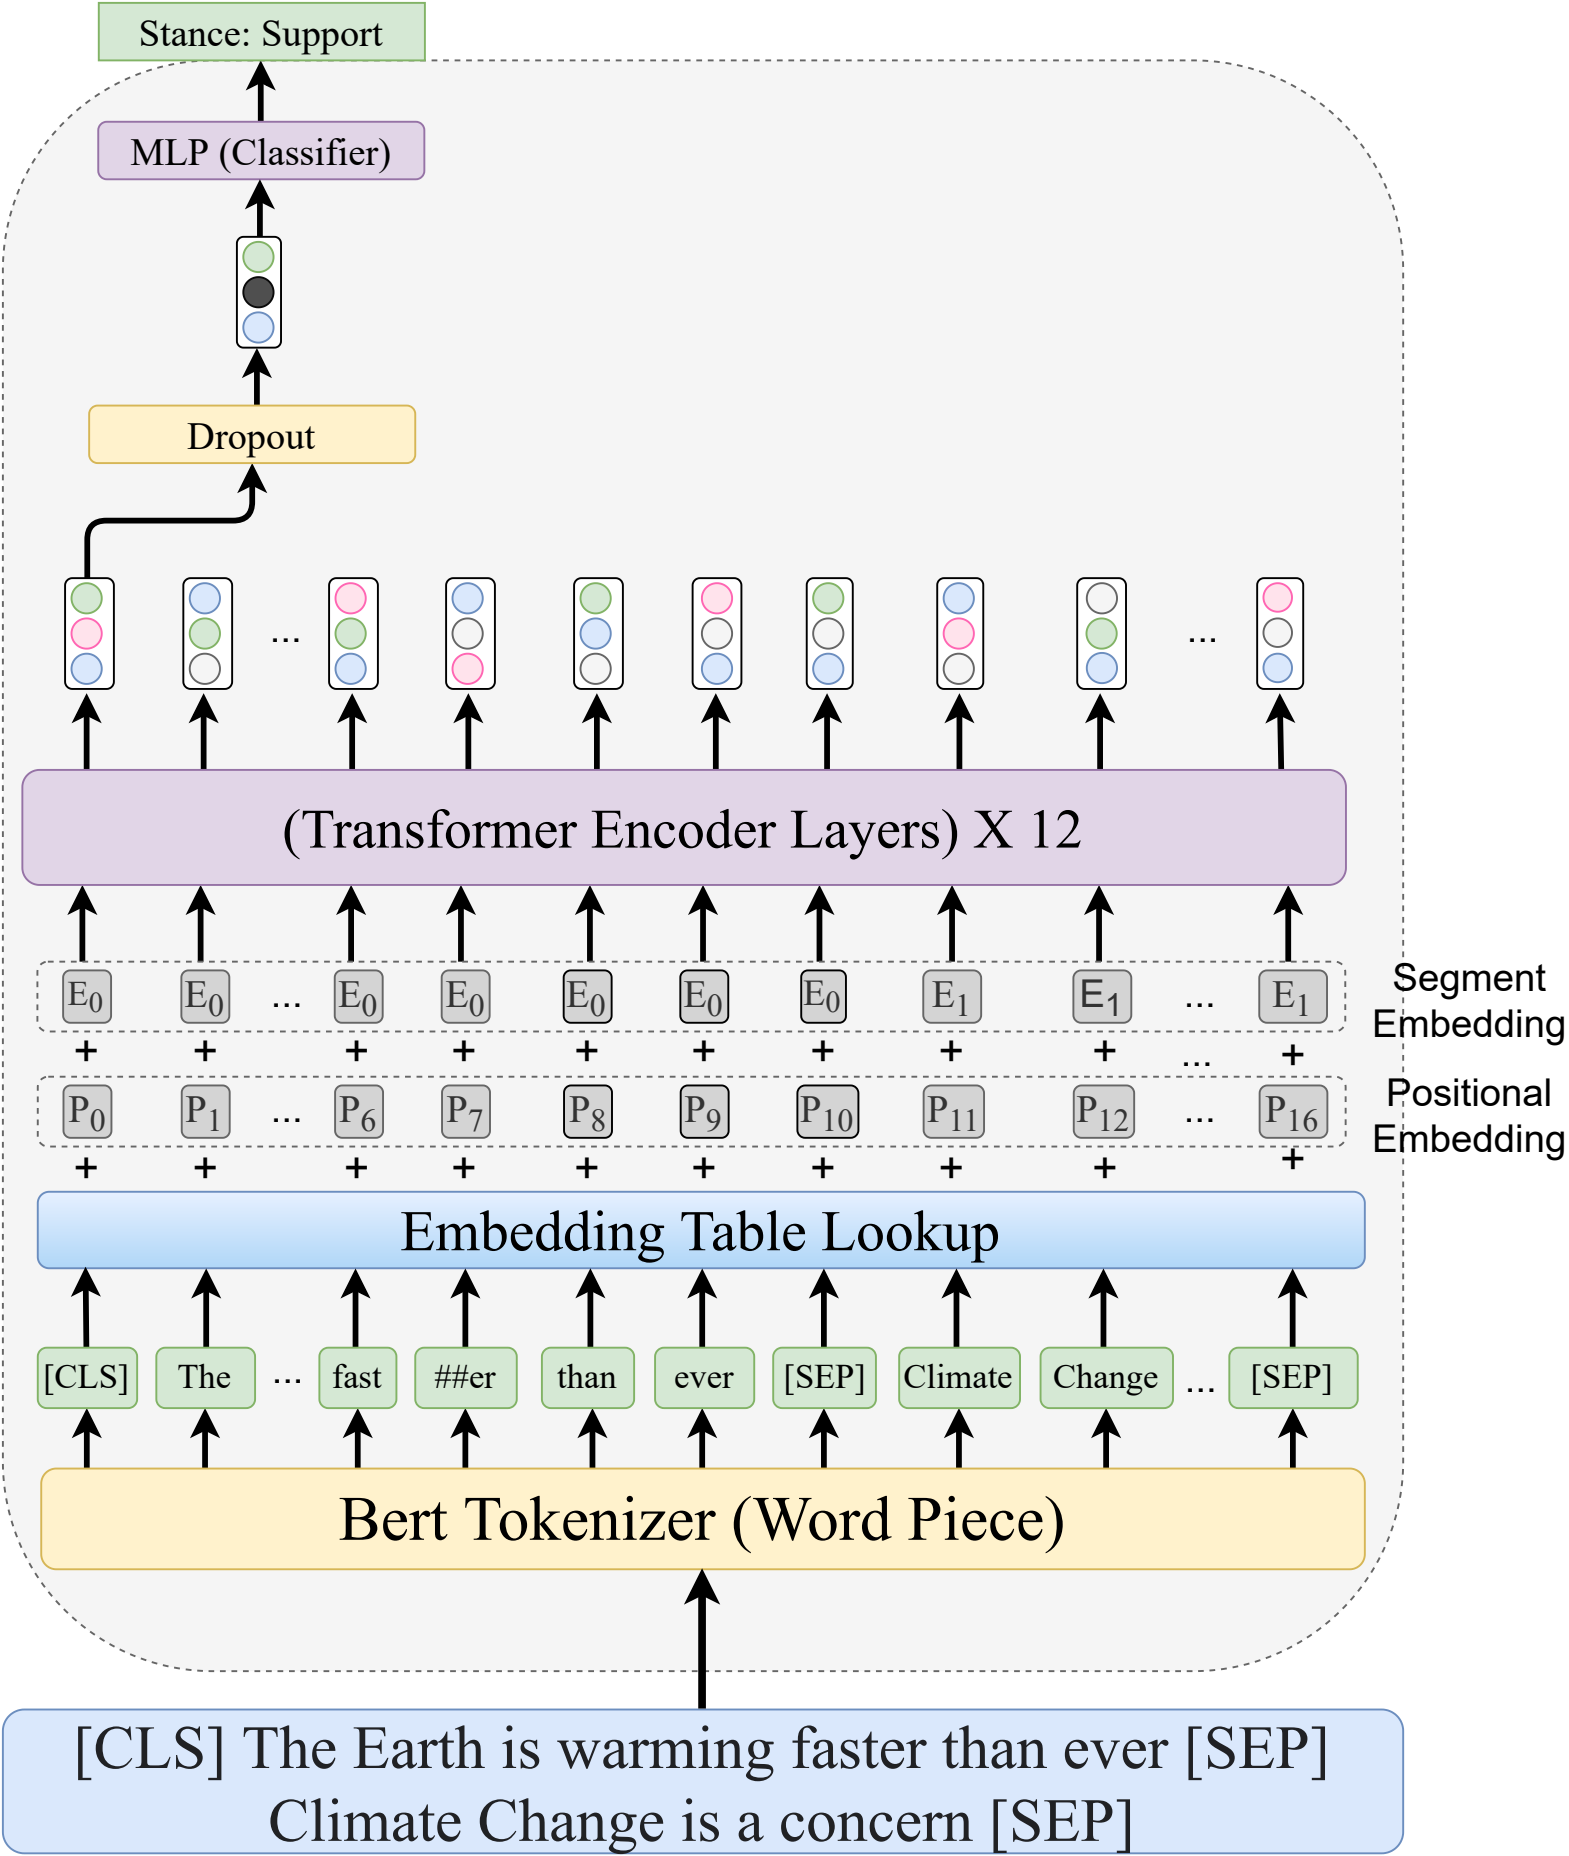 Stance: Support
MLP (Classifier)
Dropout
...
...
(Transformer Encoder Layers) X 12
E0 E0 ... E0 E0 E0 E0 E0 E1 E1 ... E1
Segment
Embedding
+ + + + + + + + + ... +
P0 P1 ... P6 P7 P8 P9 P10 P11 P12 ... P16
Positional
Embedding
+ + + + + + + + + +
Embedding Table Lookup
[CLS] The ... fast ##er than ever [SEP] Climate Change ... [SEP]
Bert Tokenizer (Word Piece)
[CLS] The Earth is warming faster than ever [SEP]
Climate Change is a concern [SEP]